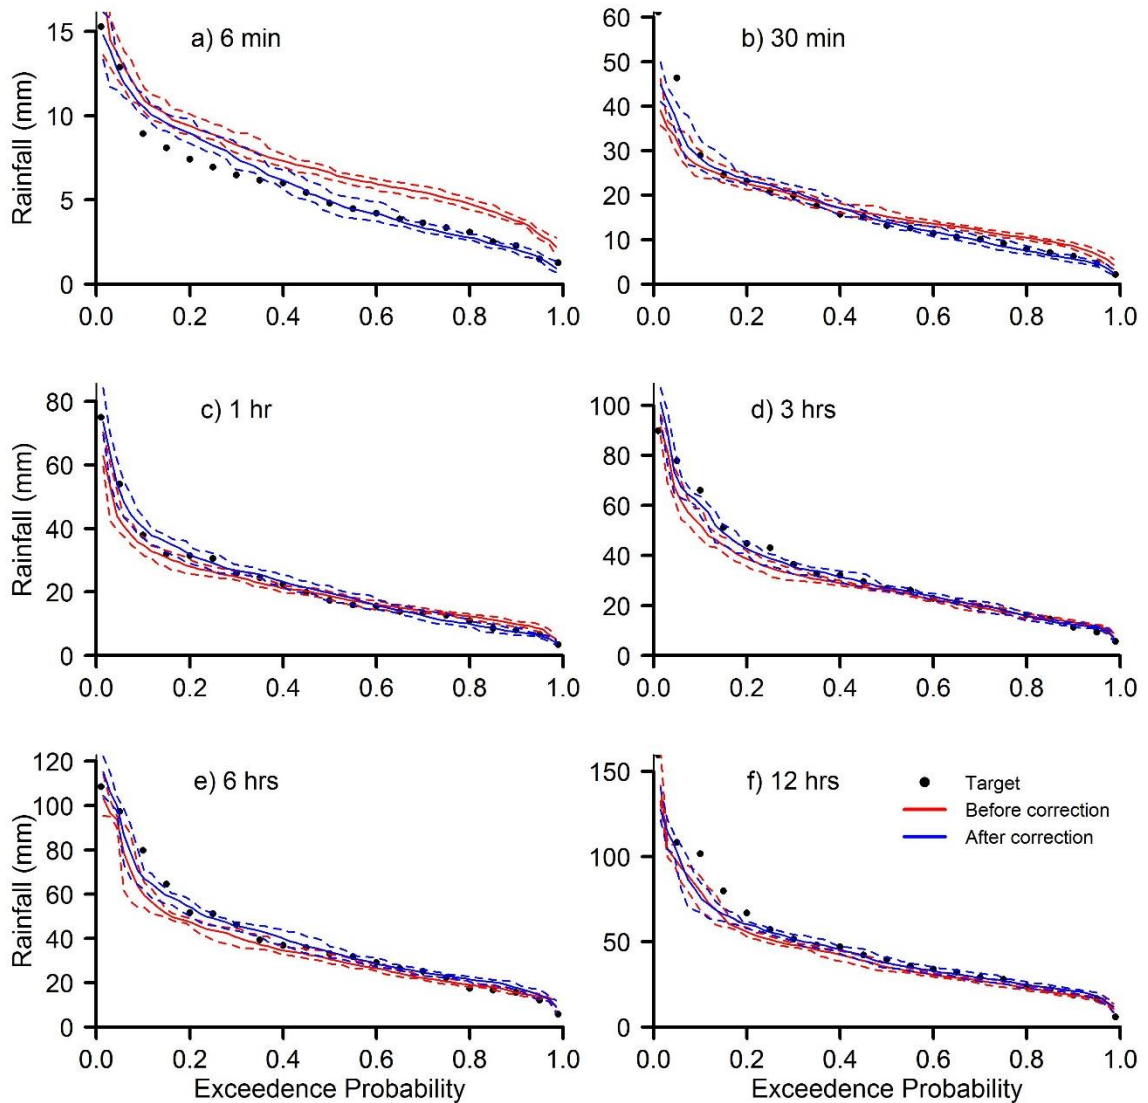 a) 6 min
b) 30 min
Rainfall (mm)
15
10
5
0
0.0 0.2 0.4 0.6 0.8 1.0
60
50
40
30
20
10
0
0.0 0.2 0.4 0.6 0.8 1.0
c) 1 hr
d) 3 hrs
Rainfall (mm)
80
60
40
20
0
0.0 0.2 0.4 0.6 0.8 1.0
100
80
60
40
20
0
0.0 0.2 0.4 0.6 0.8 1.0
e) 6 hrs
f) 12 hrs
Rainfall (mm)
120
100
80
60
40
20
0
0.0 0.2 0.4 0.6 0.8 1.0
Exceedence Probability
150
100
50
0
0.0 0.2 0.4 0.6 0.8 1.0
Exceedence Probability
Target
Before correction
After correction